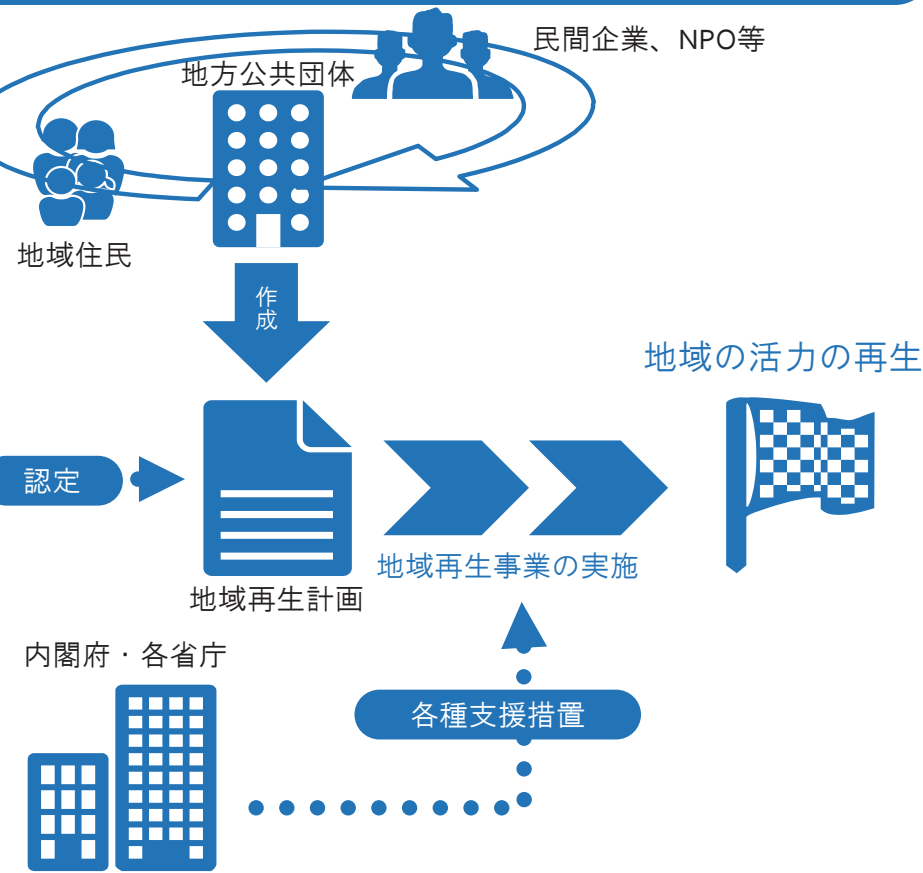 民間企業、NPO等
地方公共団体
地域住民
作成
地域の活力の再生
認定
地域再生事業の実施
地域再生計画
内閣府・各省庁
各種支援措置